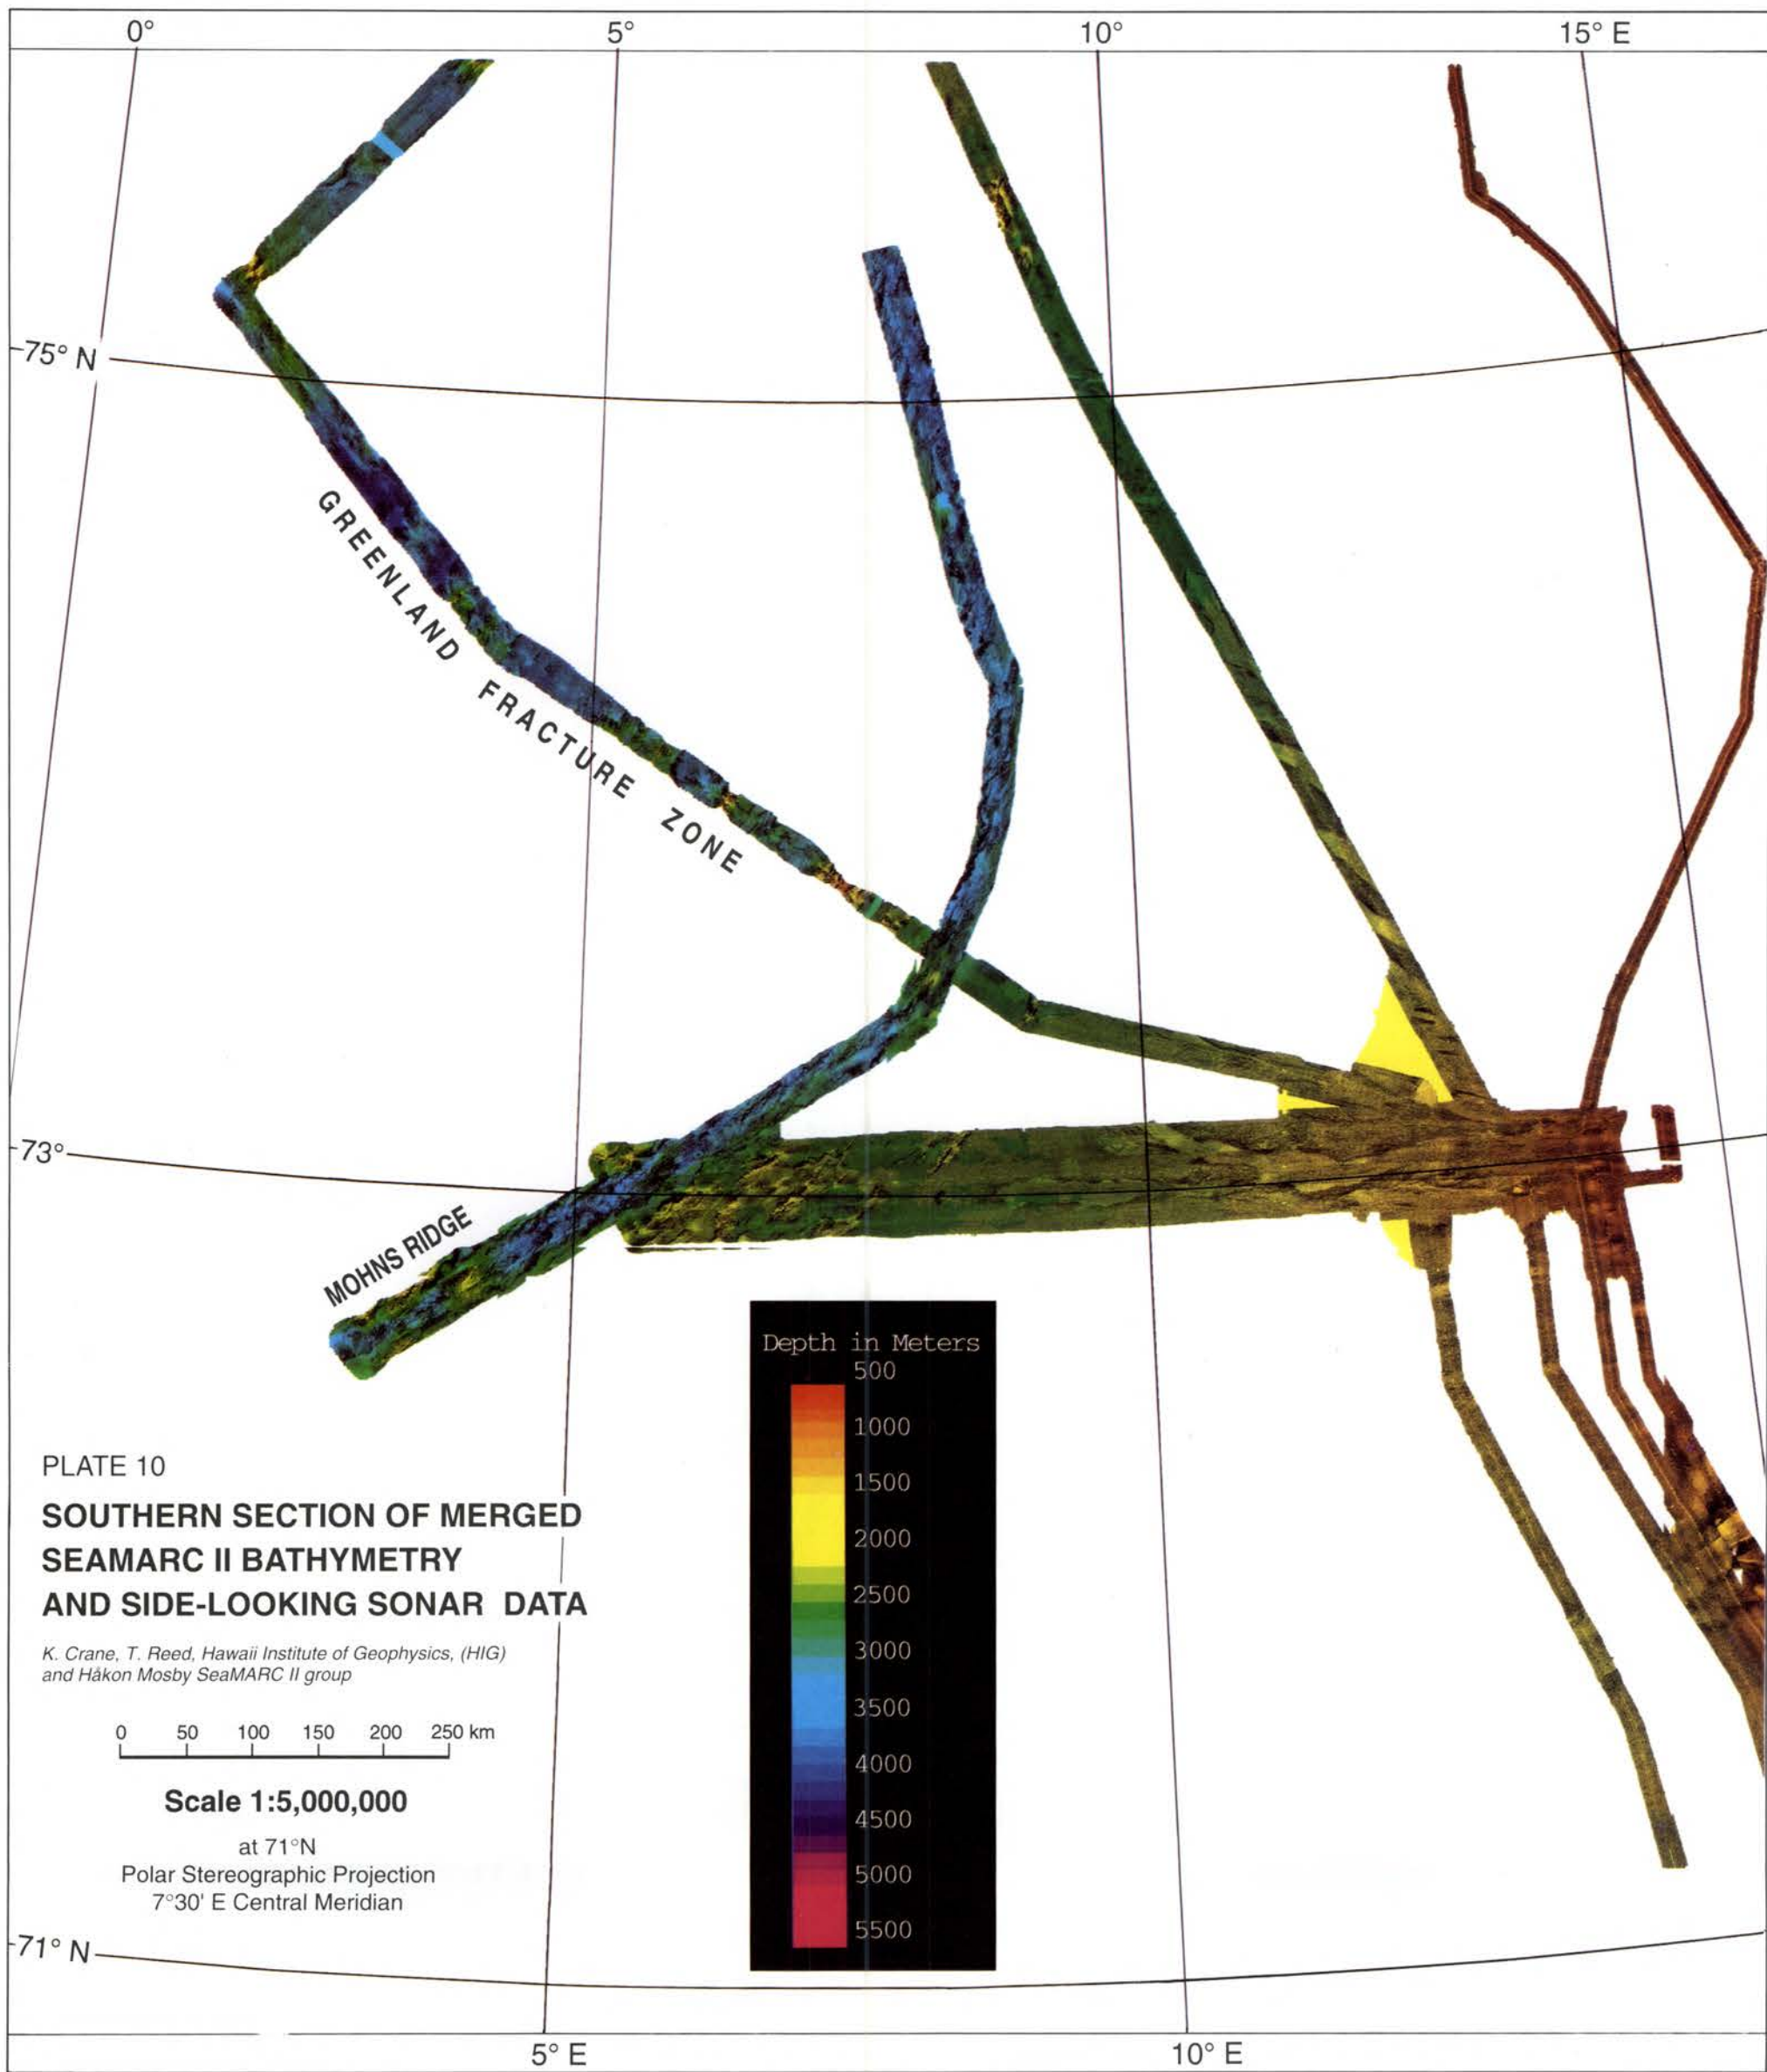 0° 5° 10° 15° E
75° N
GREENLAND FRACTURE ZONE
73°
MOHNS RIDGE
Depth in Meters
500
1000
1500
2000
2500
3000
3500
4000
4500
5000
5500
PLATE 10
SOUTHERN SECTION OF MERGED
SEAMARC II BATHYMETRY
AND SIDE-LOOKING SONAR DATA
K. Crane, T. Reed, Hawaii Institute of Geophysics, (HIG)
and Håkon Mosby SeaMARC II group
0 50 100 150 200 250 km
Scale 1:5,000,000
at 71°N
Polar Stereographic Projection
7°30' E Central Meridian
71° N
5° E 10° E